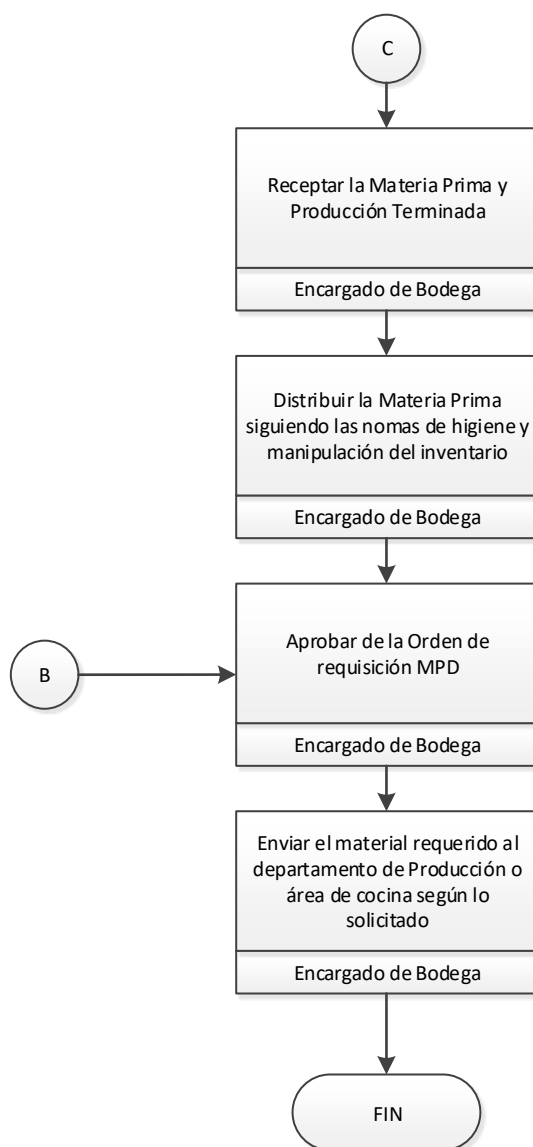 C
Receptar la Materia Prima y
Producción Terminada
Encargado de Bodega
Distribuir la Materia Prima
siguiendo las nomas de higiene y
manipulación del inventario
Encargado de Bodega
B
Aprobar de la Orden de
requisición MPD
Encargado de Bodega
Enviar el material requerido al
departamento de Producción o
área de cocina según lo
solicitado
Encargado de Bodega
FIN